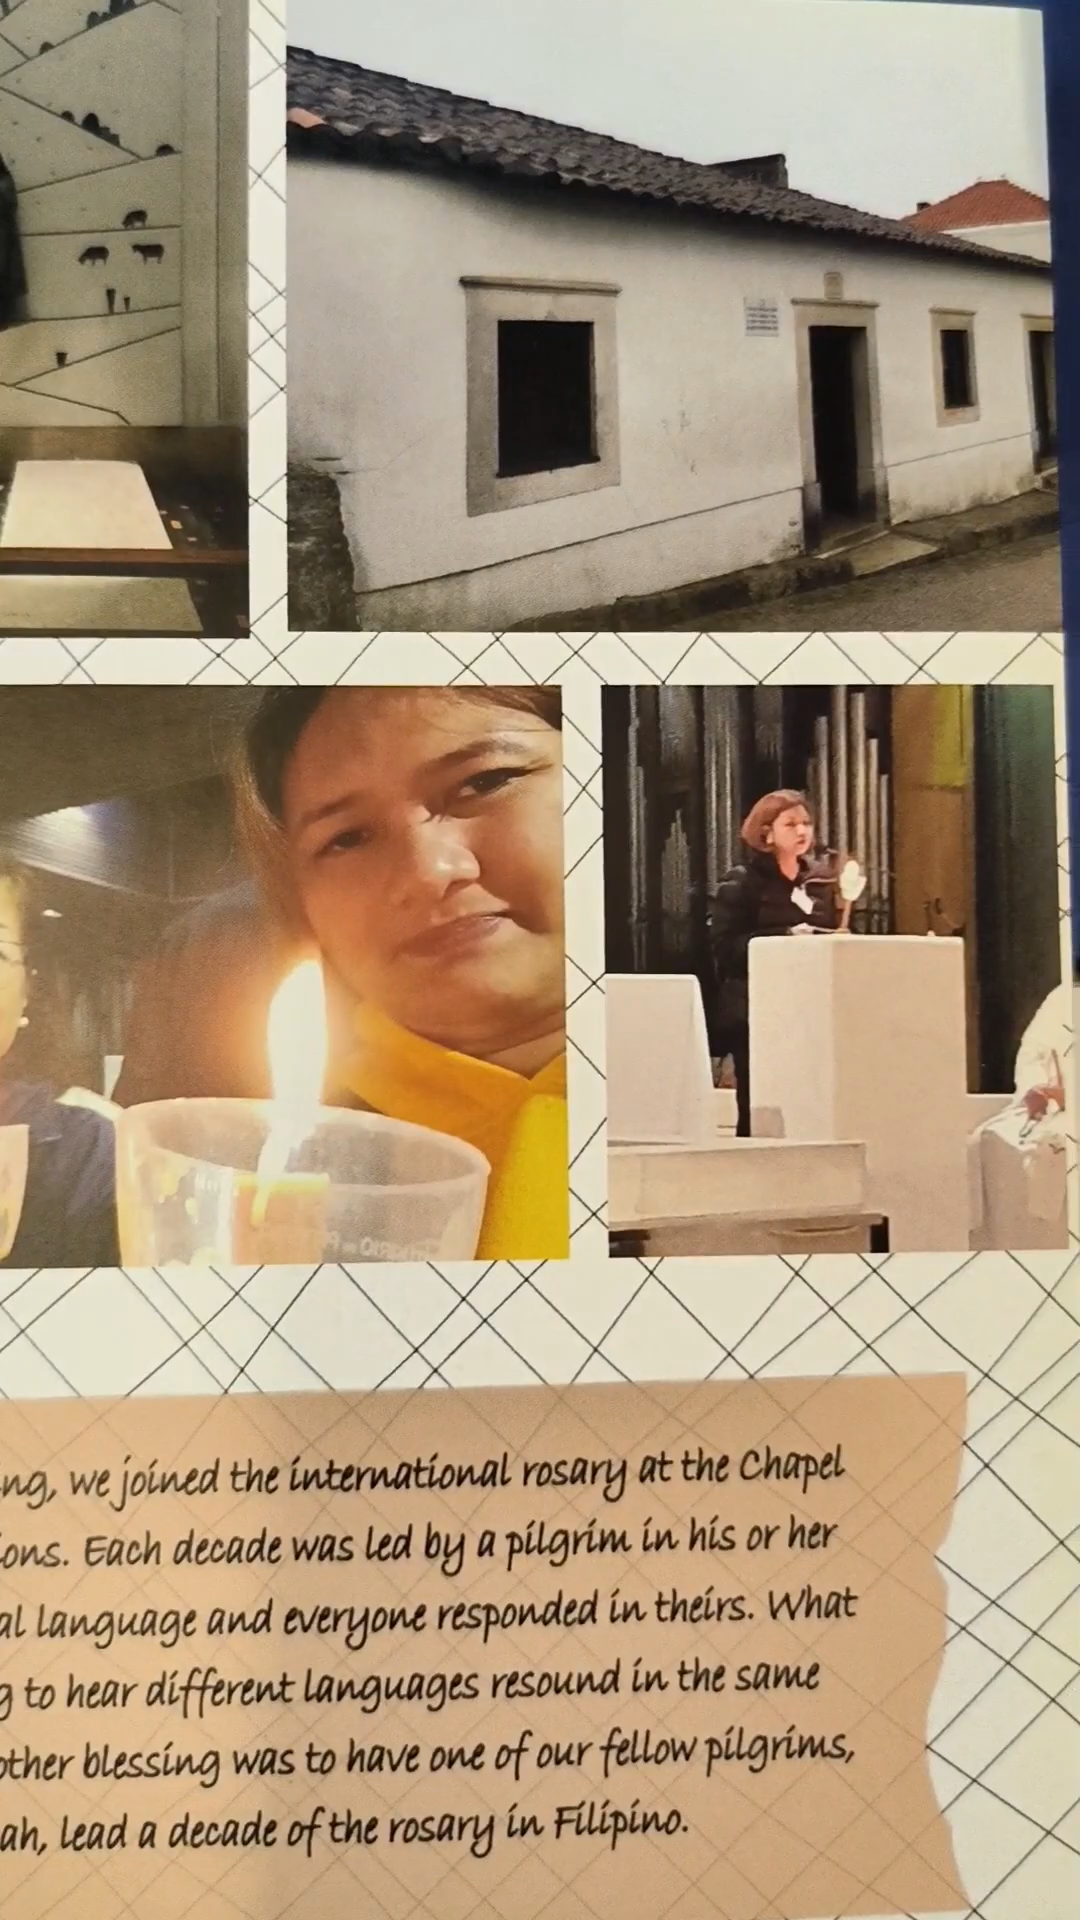 ng, we joined the international rosary at the Chapel
ons. Each decade was led by a pilgrim in his or her
al language and everyone responded in theirs. What
g to hear different languages resound in the same
other blessing was to have one of our fellow pilgrims,
ah, lead a decade of the rosary in Filipino.